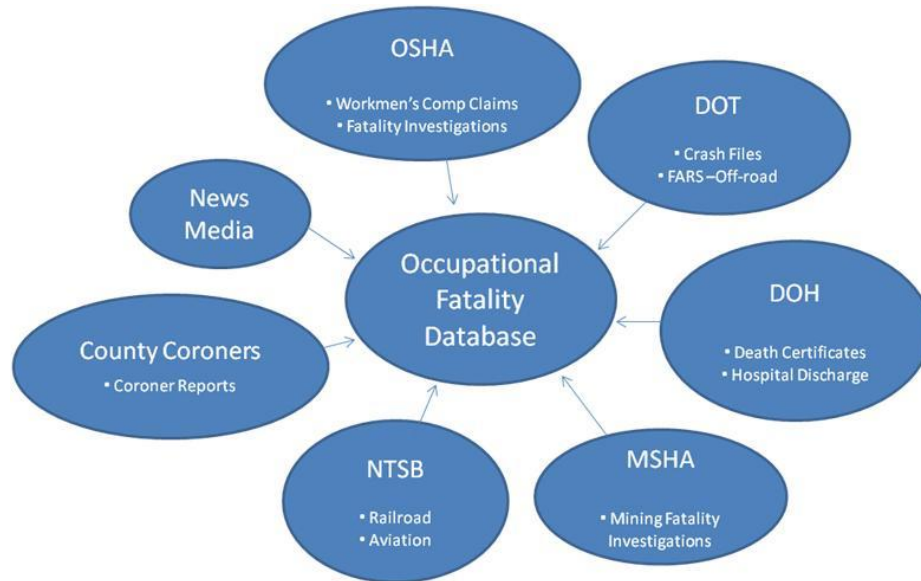 OSHA
▪ Workmen's Comp Claims
▪ Fatality Investigations
DOT
▪ Crash Files
▪ FARS –Off-road
News
Media
Occupational
Fatality
Database
DOH
▪ Death Certificates
▪ Hospital Discharge
County Coroners
▪ Coroner Reports
NTSB
▪ Railroad
▪ Aviation
MSHA
▪ Mining Fatality
Investigations